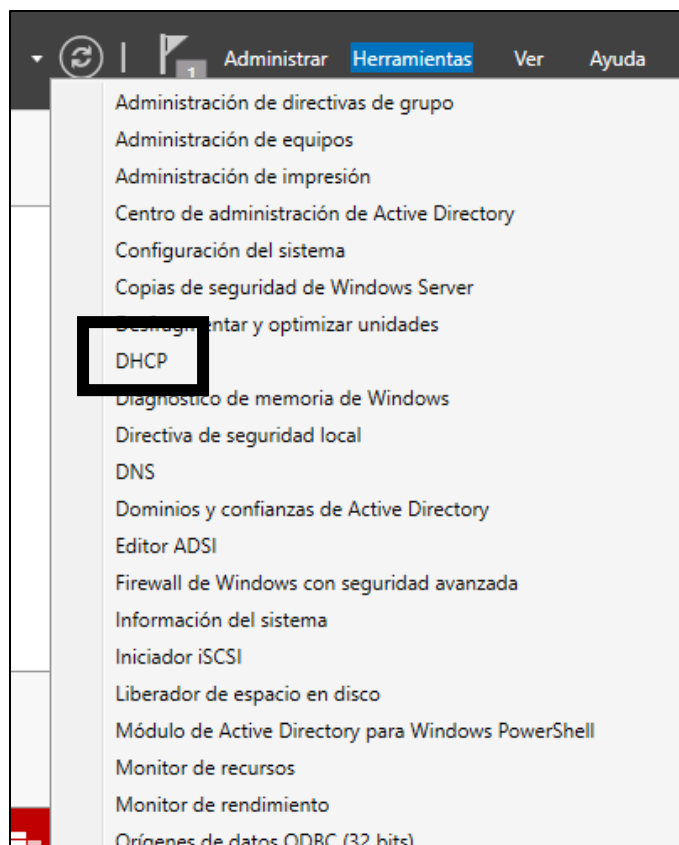 1 Administrar Herramientas Ver Ayuda
Administración de directivas de grupo
Administración de equipos
Administración de impresión
Centro de administración de Active Directory
Configuración del sistema
Copias de seguridad de Windows Server
Desfragmentar y optimizar unidades
DHCP
Diagnóstico de memoria de Windows
Directiva de seguridad local
DNS
Dominios y confianzas de Active Directory
Editor ADSI
Firewall de Windows con seguridad avanzada
Información del sistema
Iniciador iSCSI
Liberador de espacio en disco
Módulo de Active Directory para Windows PowerShell
Monitor de recursos
Monitor de rendimiento
Orígenes de datos ODBC (32 bits)